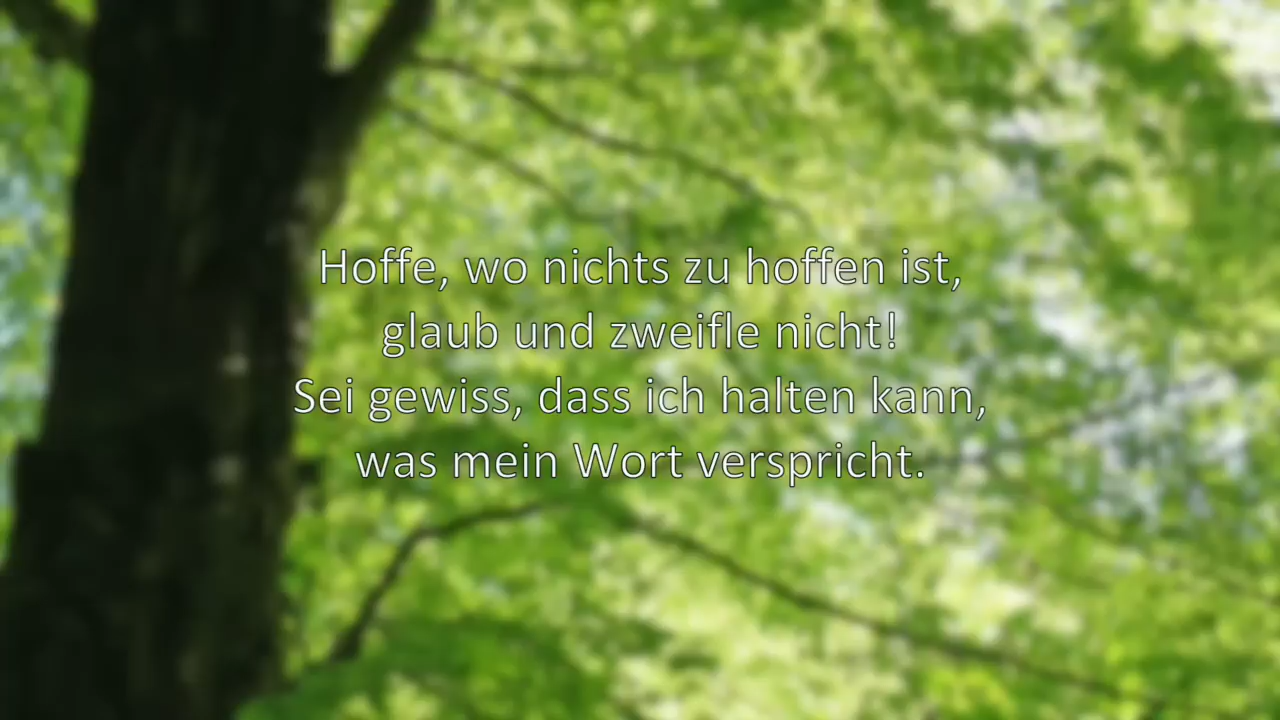 Hoffe, wo nichts zu hoffen ist,
glaub und zweifle nicht!
Sei gewiss, dass ich halten kann,
was mein Wort verspricht.